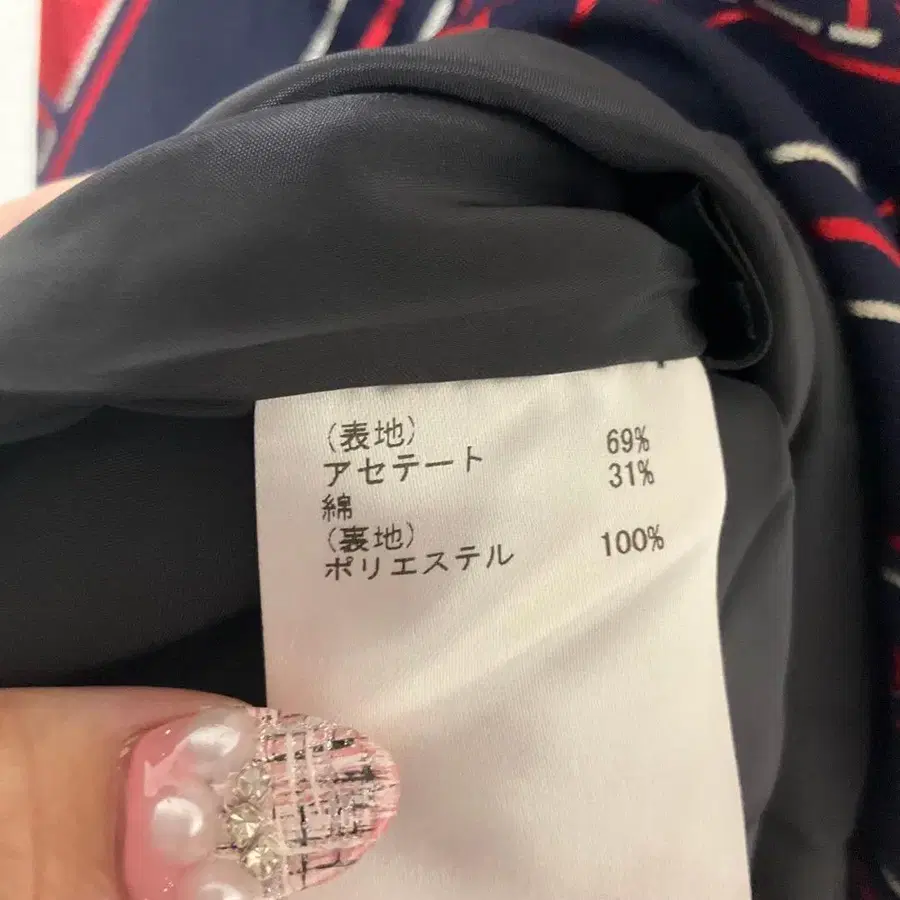 (表地)
アセテート 69%
綿 31%
(裏地)
ポリエステル 100%